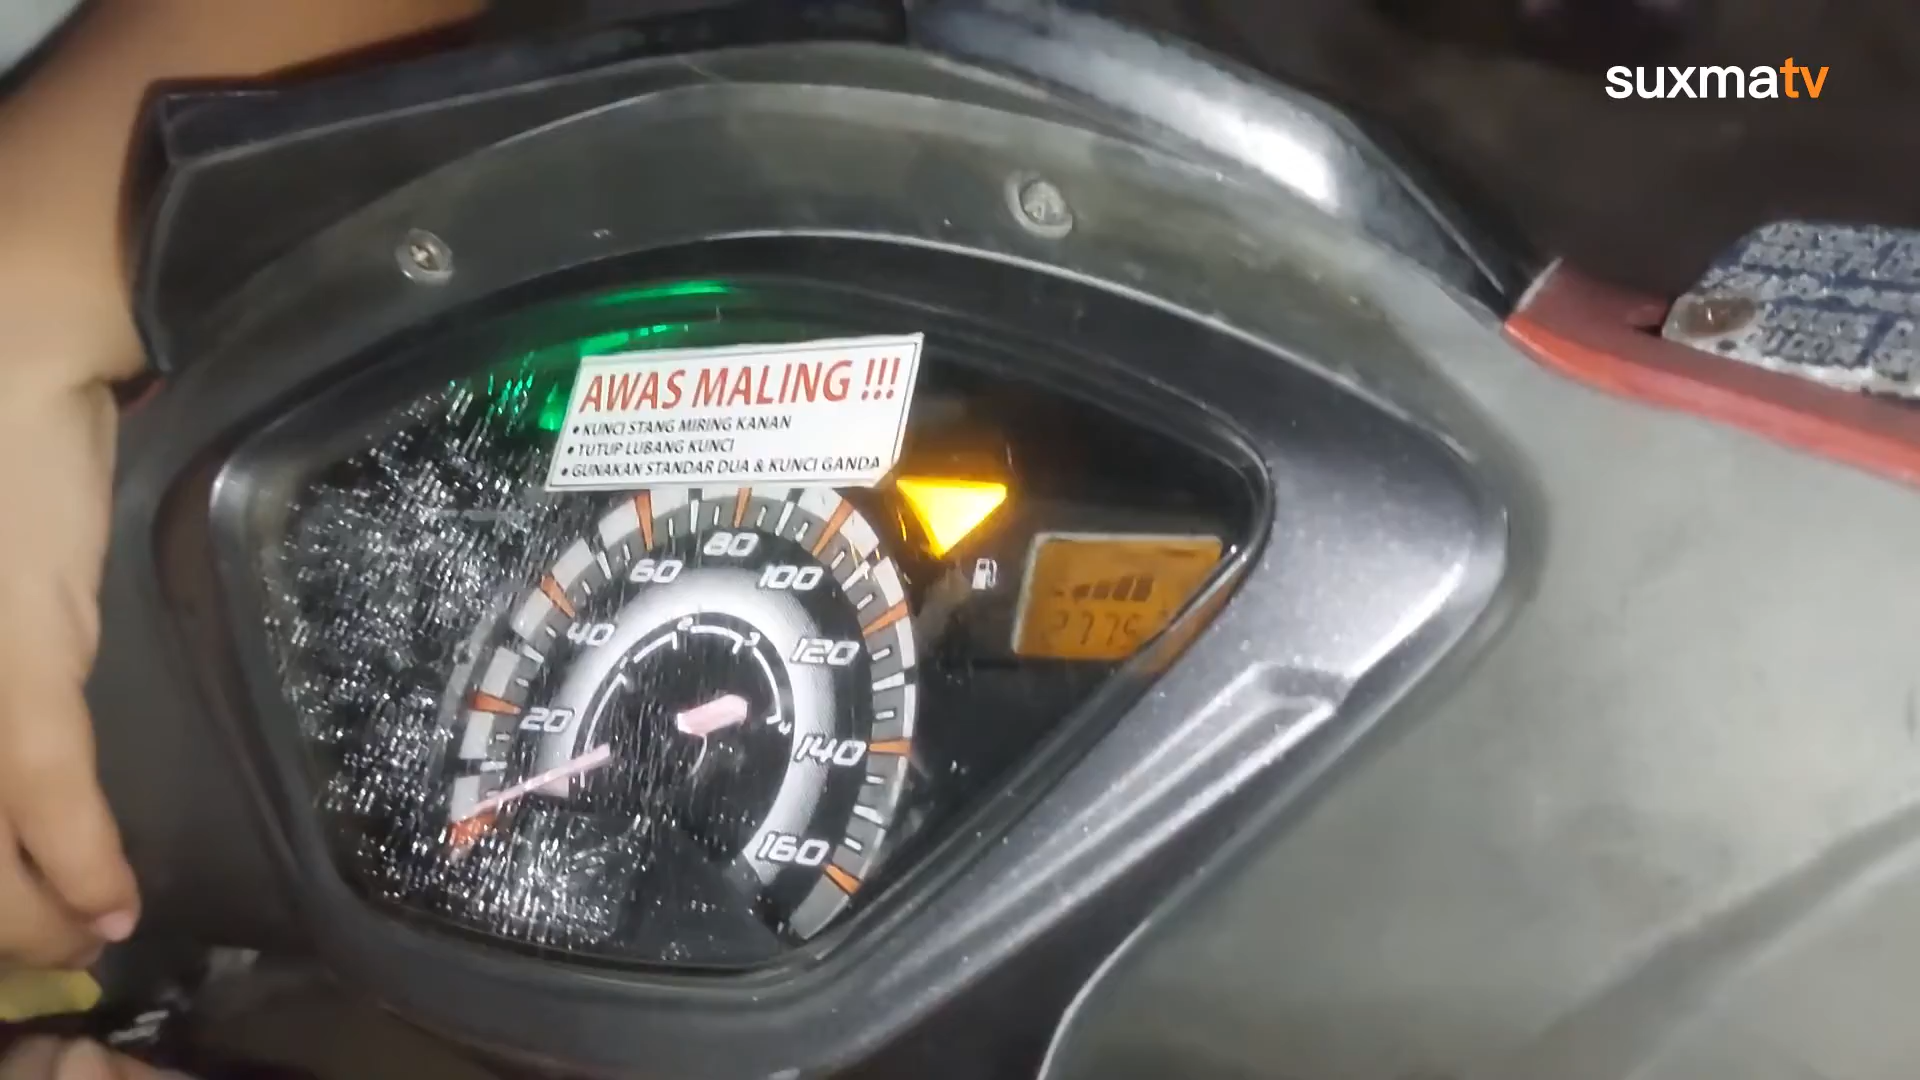 suxmatv
AWAS MALING !!!
• KUNCI STANG MIRING KANAN
• TUTUP LUBANG KUNCI
• GUNAKAN STANDAR DUA & KUNCI GANDA
80
60
100
40
120
20
140
160